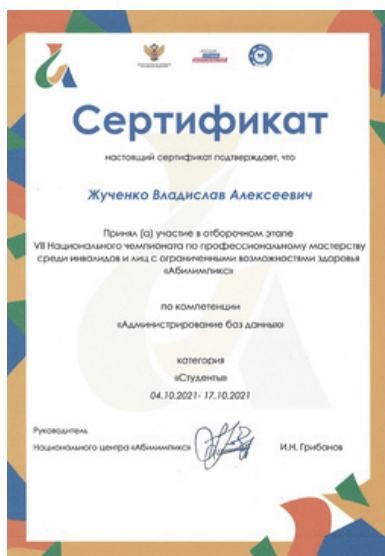 Сертификат
настоящий сертификат подтверждает, что
Жученко Владислав Алексеевич
Принял (а) участие в отборочном этапе
VII Национального чемпионата по профессиональному мастерству
среди инвалидов и лиц с ограниченными возможностями здоровья
«Абилимпикс»
по компетенции
«Администрирование баз данных»
категория
«Студенты»
04.10.2021- 17.10.2021
Руководитель
Национального центра «Абилимпикс»
И.Н. Грибанов